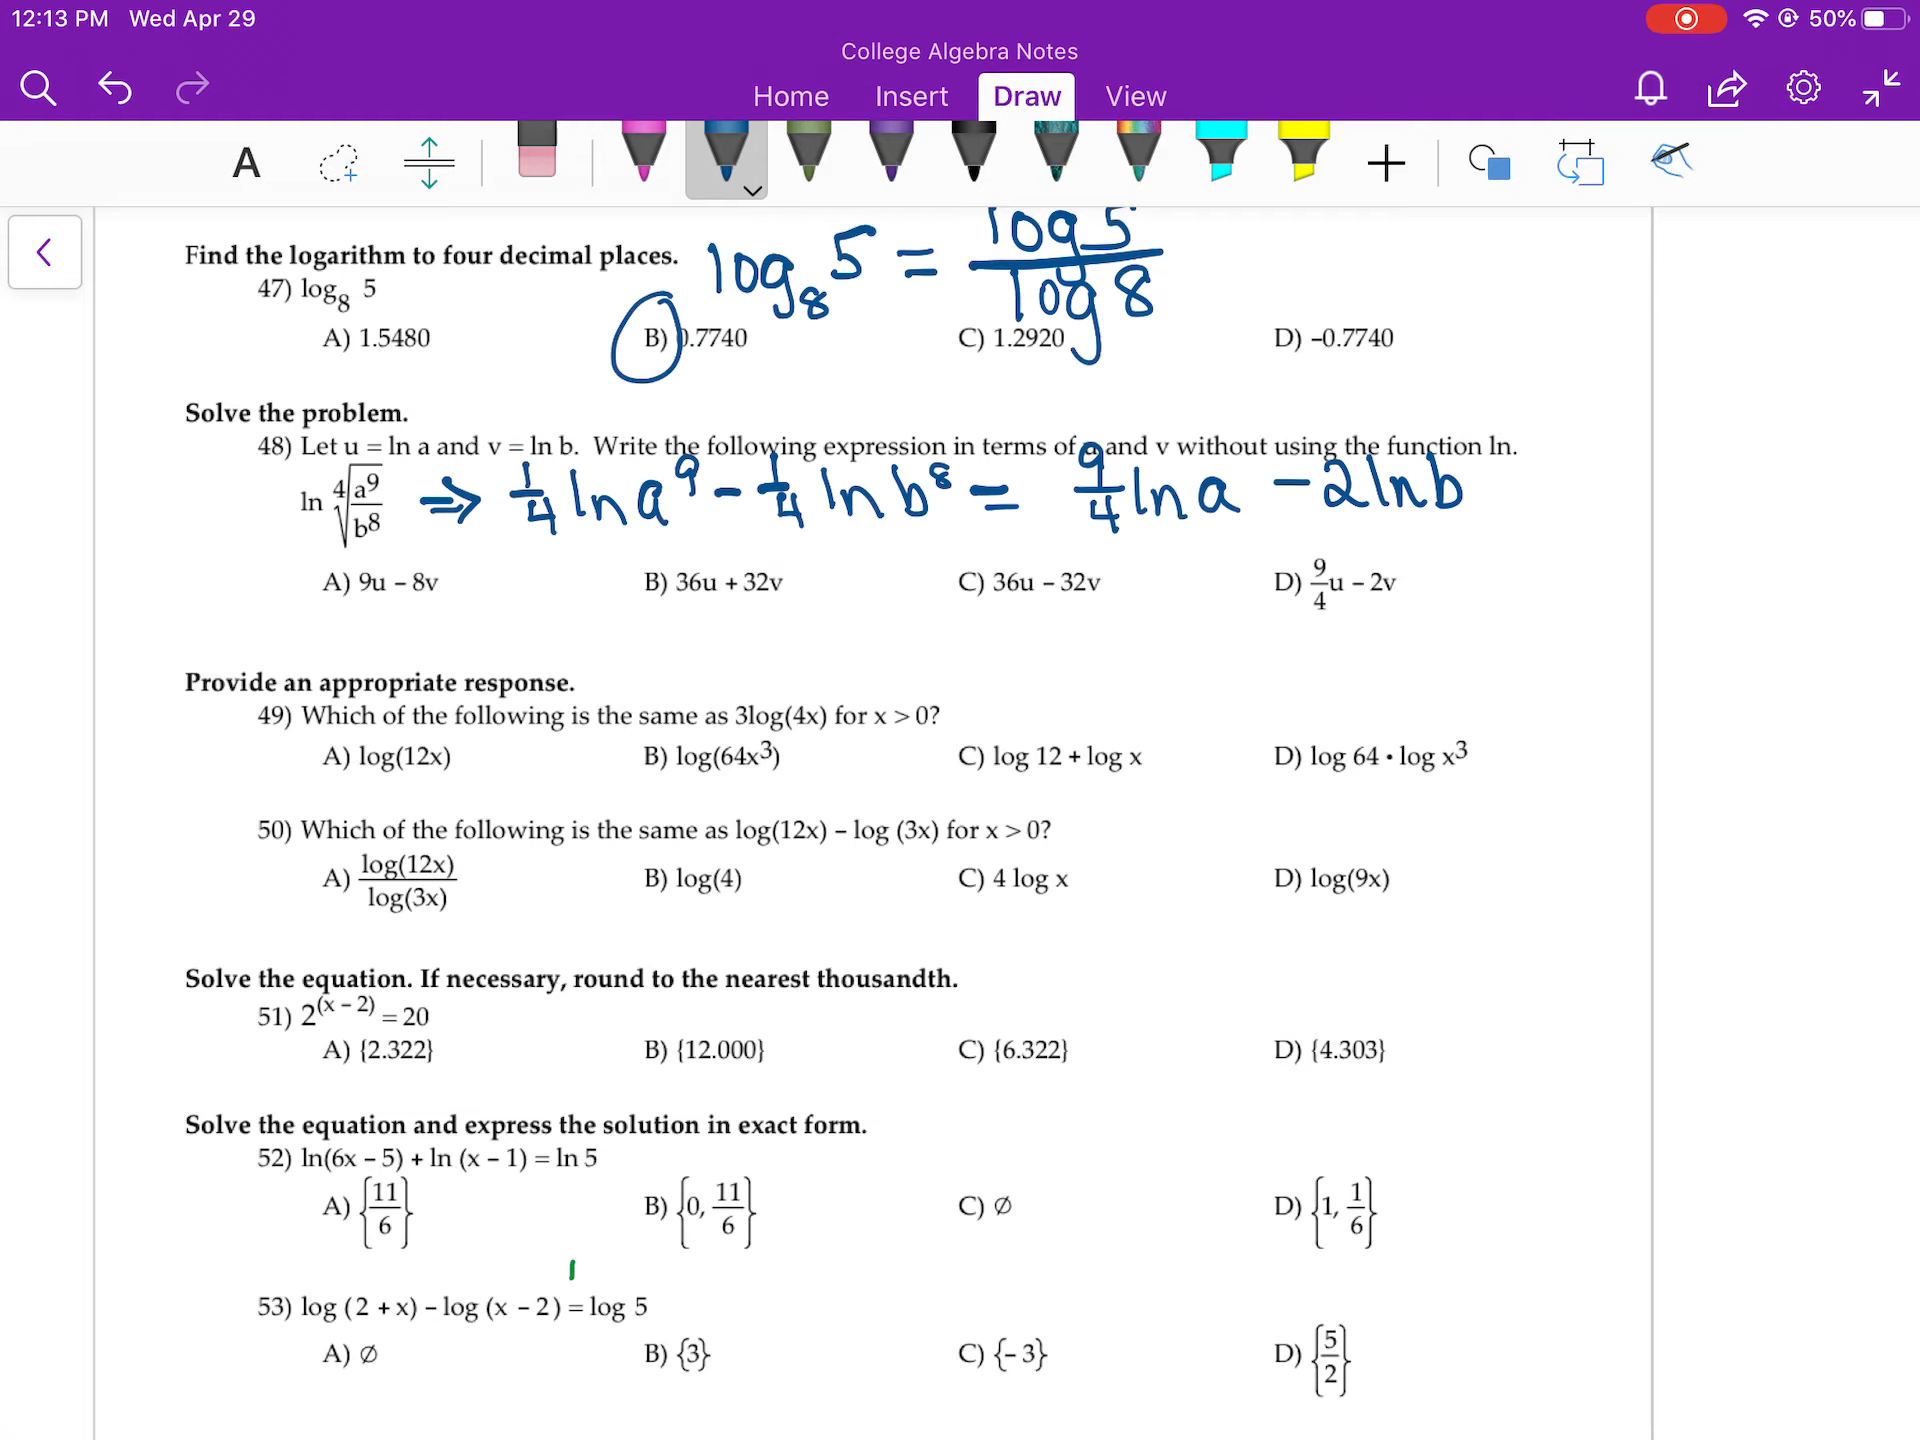 12:13 PM Wed Apr 29
50%
College Algebra Notes
Home Insert Draw View
A
log 5
Find the logarithm to four decimal places. log₈ 5 = ─────
log 8
47) log₈ 5
A) 1.5480 B) 0.7740 C) 1.2920 D) –0.7740
Solve the problem.
48) Let u = ln a and v = ln b. Write the following expression in terms of u and v without using the function ln.
ln ⁴√(a⁹/b⁸) ⇒ 1/4 ln a⁹ - 1/4 ln b⁸ = 9/4 ln a - 2 ln b
A) 9u – 8v B) 36u + 32v C) 36u – 32v D) 9/4 u – 2v
Provide an appropriate response.
49) Which of the following is the same as 3log(4x) for x > 0?
A) log(12x) B) log(64x³) C) log 12 + log x D) log 64 • log x³
50) Which of the following is the same as log(12x) – log (3x) for x > 0?
A) log(12x)/log(3x) B) log(4) C) 4 log x D) log(9x)
Solve the equation. If necessary, round to the nearest thousandth.
51) 2^(x – 2) = 20
A) {2.322} B) {12.000} C) {6.322} D) {4.303}
Solve the equation and express the solution in exact form.
52) ln(6x – 5) + ln (x – 1) = ln 5
A) {11/6} B) {0, 11/6} C) ∅ D) {1, 1/6}
53) log (2 + x) – log (x – 2) = log 5
A) ∅ B) {3} C) {– 3} D) {5/2}